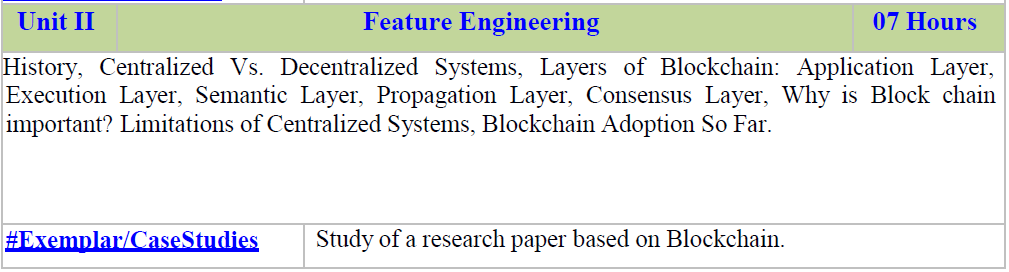 Unit II Feature Engineering 07 Hours
History, Centralized Vs. Decentralized Systems, Layers of Blockchain: Application Layer,
Execution Layer, Semantic Layer, Propagation Layer, Consensus Layer, Why is Block chain
important? Limitations of Centralized Systems, Blockchain Adoption So Far.
#Exemplar/CaseStudies Study of a research paper based on Blockchain.